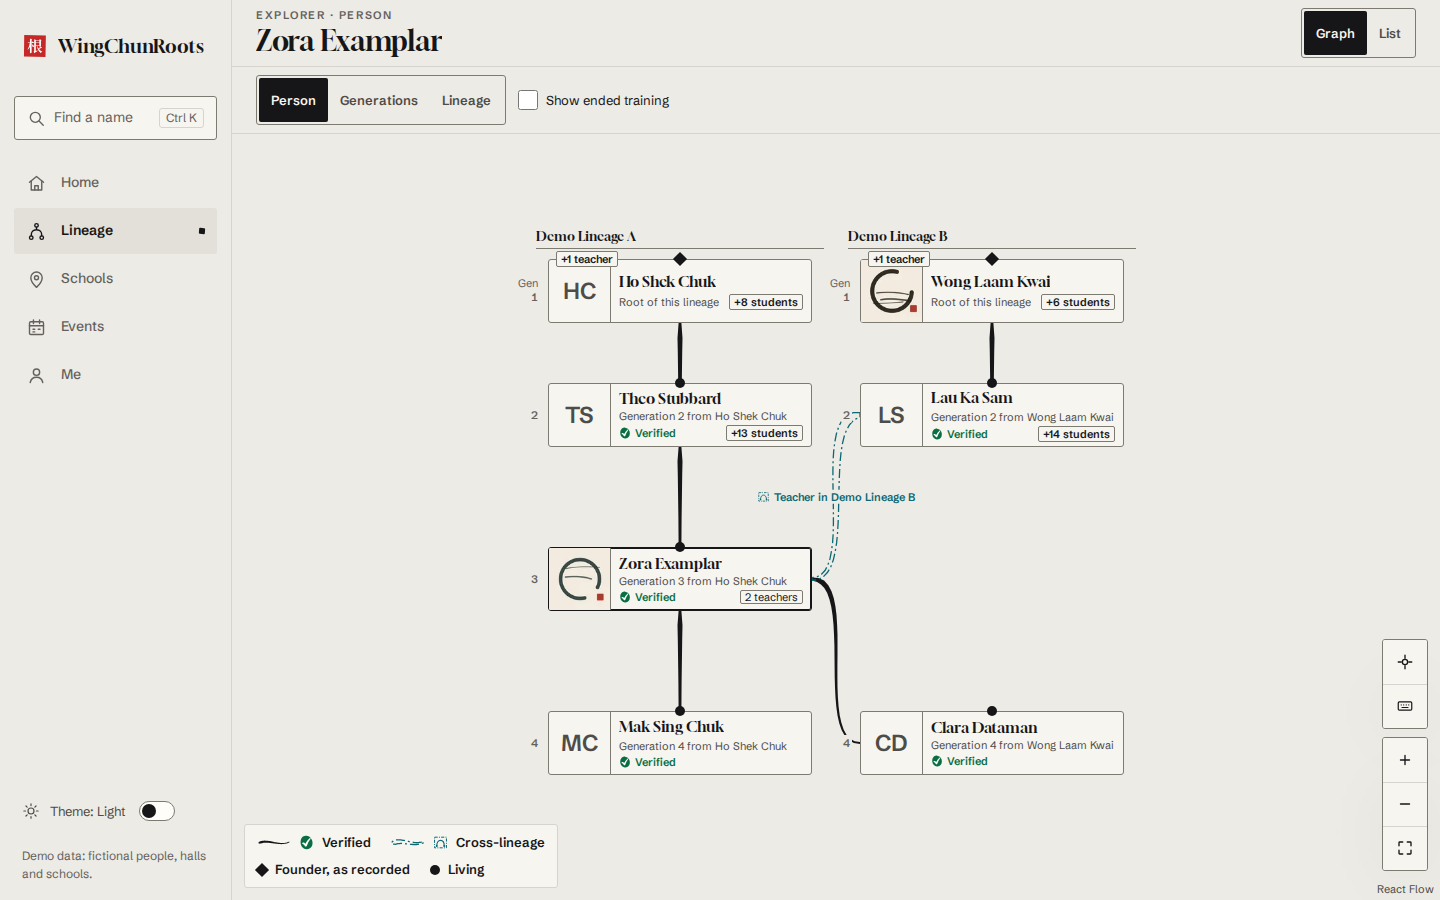 根 WingChunRoots
Find a name Ctrl K
Home
Lineage
Schools
Events
Me
Theme: Light
Demo data: fictional people, halls
and schools.
EXPLORER · PERSON
Zora Examplar
Graph List
Person Generations Lineage Show ended training
Demo Lineage A
+1 teacher
Gen
1
HC
Ho Shek Chuk
Root of this lineage +8 students
2
TS
Theo Stubbard
Generation 2 from Ho Shek Chuk
Verified +13 students
3
Zora Examplar
Generation 3 from Ho Shek Chuk
Verified 2 teachers
4
MC
Mak Sing Chuk
Generation 4 from Ho Shek Chuk
Verified
Demo Lineage B
+1 teacher
Gen
1
Wong Laam Kwai
Root of this lineage +6 students
2
LS
Lau Ka Sam
Generation 2 from Wong Laam Kwai
Verified +14 students
Teacher in Demo Lineage B
4
CD
Clara Dataman
Generation 4 from Wong Laam Kwai
Verified
Verified Cross-lineage
Founder, as recorded Living
React Flow